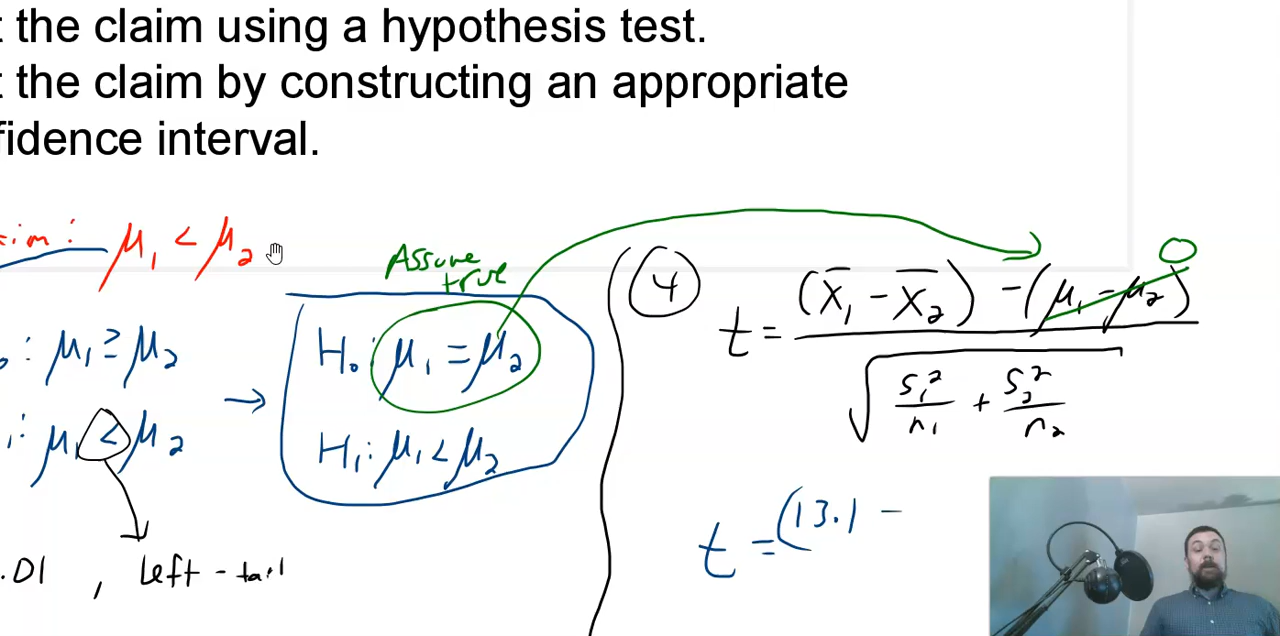 : the claim using a hypothesis test.
: the claim by constructing an appropriate
fidence interval.
im: μ₁ < μ₂
Assume
true
: μ₁ ≥ μ₂
H₀: μ₁ = μ₂
→
: μ₁ < μ₂
H₁: μ₁ < μ₂
.01 , Left-tail
④ t = (x̄₁ - x̄₂) - (μ₁ - μ₂) 0
√ s₁²/n₁ + s₂²/n₂
t = (13.1 -